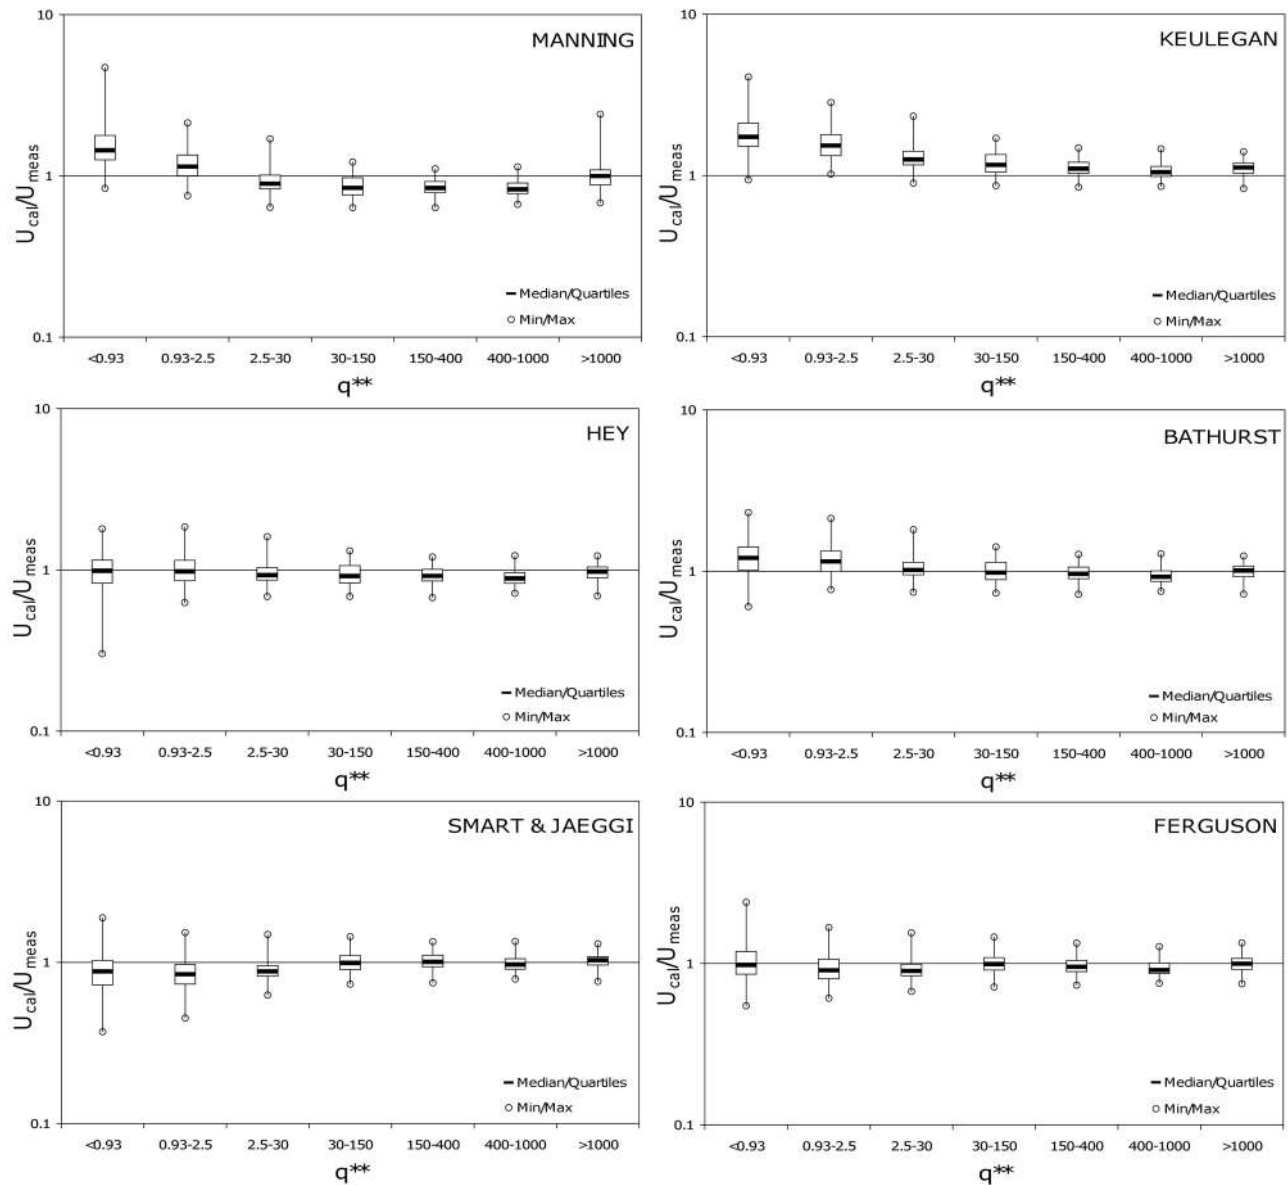 10
MANNING
U_cal/U_meas
1
Median/Quartiles
Min/Max
0.1
<0.93 0.93-2.5 2.5-30 30-150 150-400 400-1000 >1000
q**
10
KEULEGAN
U_cal/U_meas
1
Median/Quartiles
Min/Max
0.1
<0.93 0.93-2.5 2.5-30 30-150 150-400 400-1000 >1000
q**
10
HEY
U_cal/U_meas
1
Median/Quartiles
Min/Max
0.1
<0.93 0.93-2.5 2.5-30 30-150 150-400 400-1000 >1000
q**
10
BATHURST
U_cal/U_meas
1
Median/Quartiles
Min/Max
0.1
<0.93 0.93-2.5 2.5-30 30-150 150-400 400-1000 >1000
q**
10
SMART & JAEGGI
U_cal/U_meas
1
Median/Quartiles
Min/Max
0.1
<0.93 0.93-2.5 2.5-30 30-150 150-400 400-1000 >1000
q**
10
FERGUSON
U_cal/U_meas
1
Median/Quartiles
Min/Max
0.1
<0.93 0.93-2.5 2.5-30 30-150 150-400 400-1000 >1000
q**